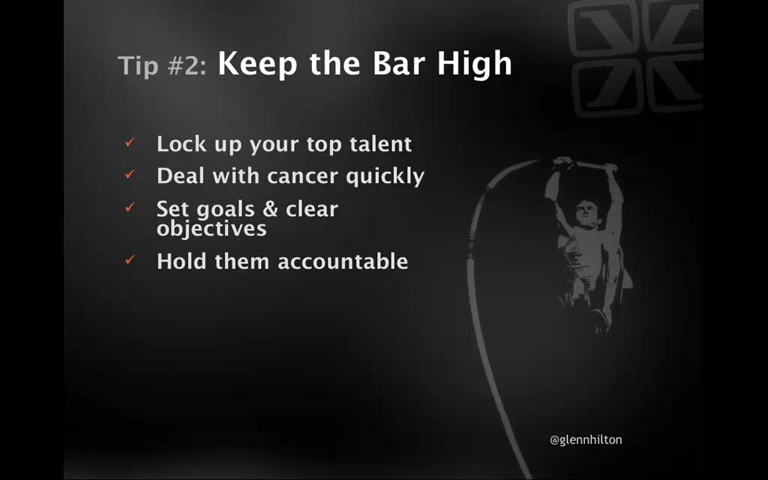 Tip #2: Keep the Bar High
✓ Lock up your top talent
✓ Deal with cancer quickly
✓ Set goals & clear
objectives
✓ Hold them accountable
@glennhilton